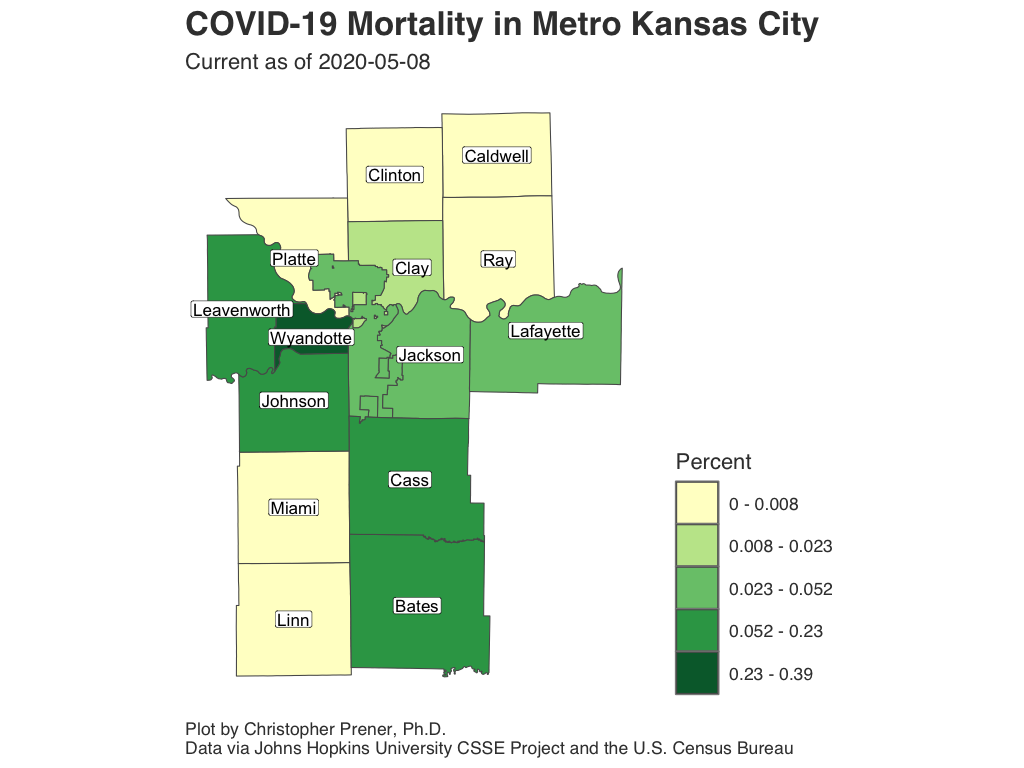 COVID-19 Mortality in Metro Kansas City
Current as of 2020-05-08
Caldwell
Clinton
Platte
Clay
Ray
Leavenworth
Wyandotte
Lafayette
Jackson
Johnson
Cass
Miami
Bates
Linn
Percent
0 - 0.008
0.008 - 0.023
0.023 - 0.052
0.052 - 0.23
0.23 - 0.39
Plot by Christopher Prener, Ph.D.
Data via Johns Hopkins University CSSE Project and the U.S. Census Bureau